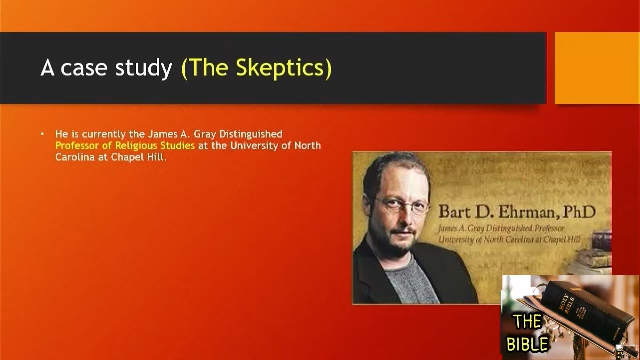 A case study (The Skeptics)
• He is currently the James A. Gray Distinguished
Professor of Religious Studies at the University of North
Carolina at Chapel Hill.
Bart D. Ehrman, PhD
James A. Gray Distinguished Professor
University of North Carolina at Chapel Hill
HOLY
BIBLE
THE
BIBLE